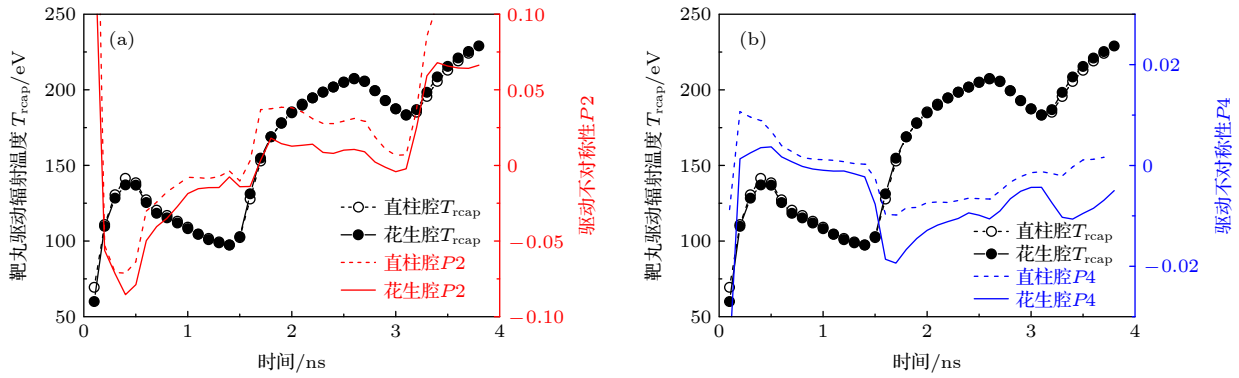 (a)
靶丸驱动辐射温度 Trcap/eV
250
200
150
100
50
0
1
2
3
4
时间/ns
0.10
0.05
0
−0.05
−0.10
驱动不对称性P2
直柱腔Trcap
花生腔Trcap
直柱腔P2
花生腔P2
(b)
靶丸驱动辐射温度 Trcap/eV
250
200
150
100
50
0
1
2
3
4
时间/ns
0.02
0
−0.02
驱动不对称性P4
直柱腔Trcap
花生腔Trcap
直柱腔P4
花生腔P4